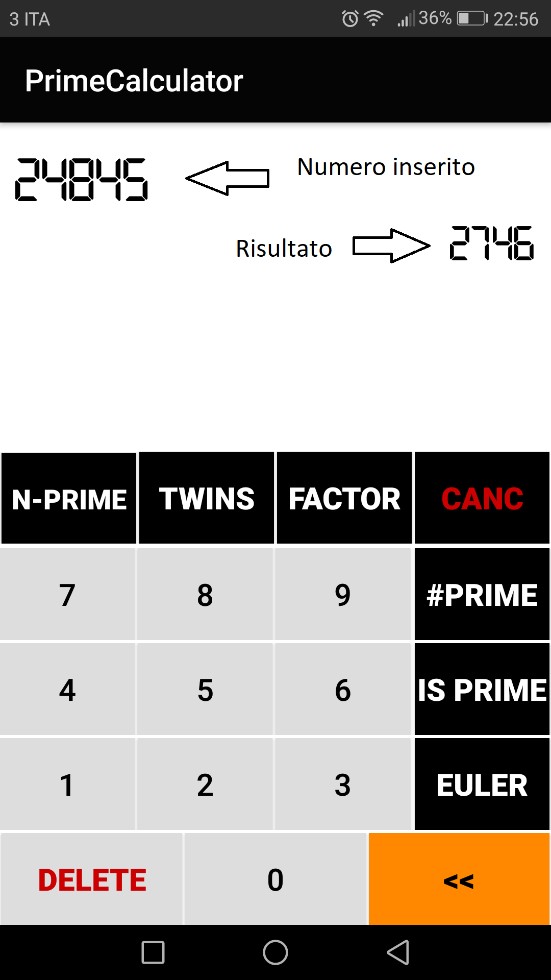 3 ITA 36% 22:56
PrimeCalculator
24845 Numero inserito
Risultato 2746
N-PRIME TWINS FACTOR CANC
7 8 9 #PRIME
4 5 6 IS PRIME
1 2 3 EULER
DELETE 0 <<